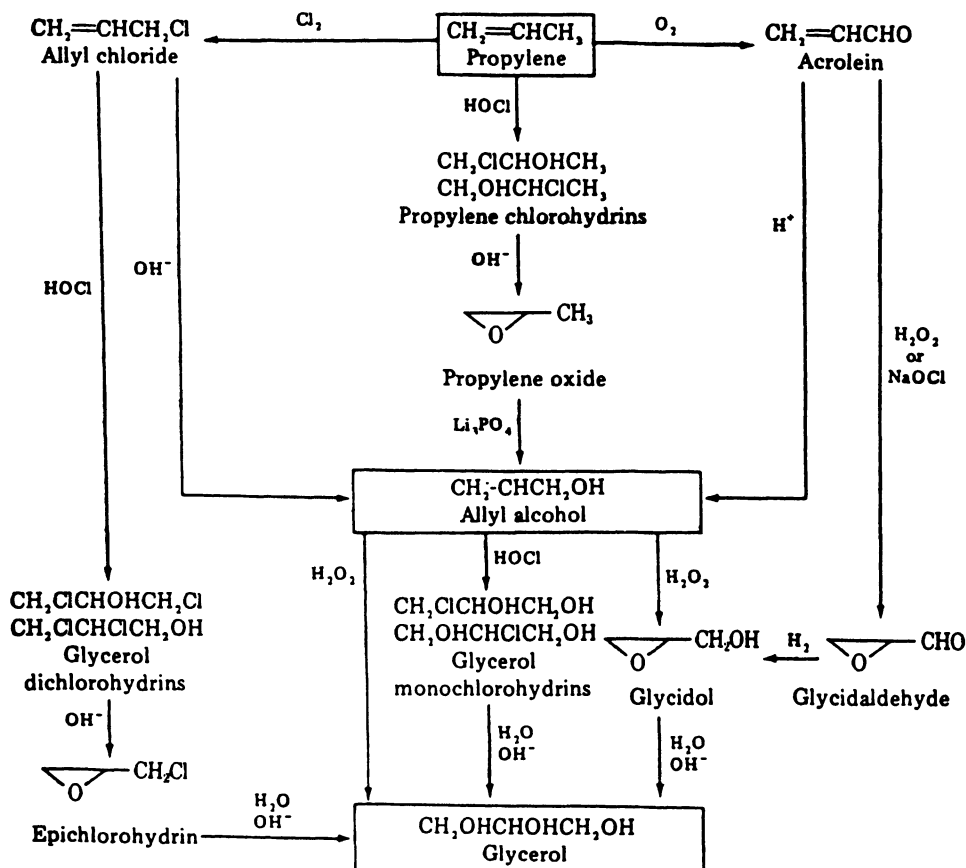 CH₂=CHCH₂Cl
Allyl chloride
Cl₂
CH₂=CHCH₃
Propylene
O₂
CH₂=CHCHO
Acrolein
HOCl
CH₂ClCHOHCH₃
CH₂OHCHClCH₃
Propylene chlorohydrins
OH⁻
CH₃
O
Propylene oxide
Li₃PO₄
HOCl
OH⁻
H⁺
H₂O₂
or
NaOCl
CH₂-CHCH₂OH
Allyl alcohol
H₂O₂
HOCl
H₂O₂
CH₂ClCHOHCH₂Cl
CH₂ClCHClCH₂OH
Glycerol
dichlorohydrins
CH₂ClCHOHCH₂OH
CH₂OHCHClCH₂OH
Glycerol
monochlorohydrins
CH₂OH
O
Glycidol
H₂
CHO
O
Glycidaldehyde
OH⁻
CH₂Cl
O
Epichlorohydrin
H₂O
OH⁻
H₂O
OH⁻
H₂O
OH⁻
CH₂OHCHOHCH₂OH
Glycerol